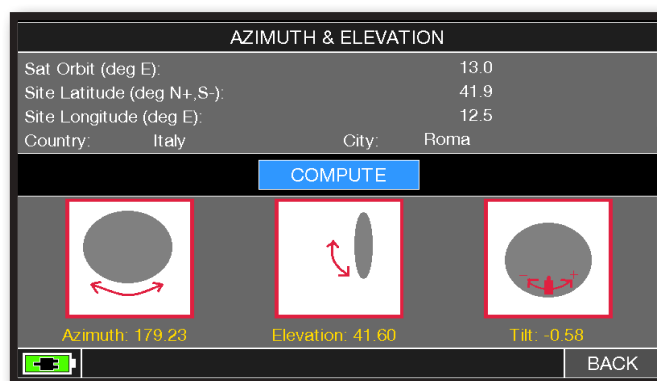 AZIMUTH & ELEVATION
Sat Orbit (deg E): 13.0
Site Latitude (deg N+,S-): 41.9
Site Longitude (deg E): 12.5
Country: Italy City: Roma
COMPUTE
- +
Azimuth: 179.23 Elevation: 41.60 Tilt: -0.58
BACK